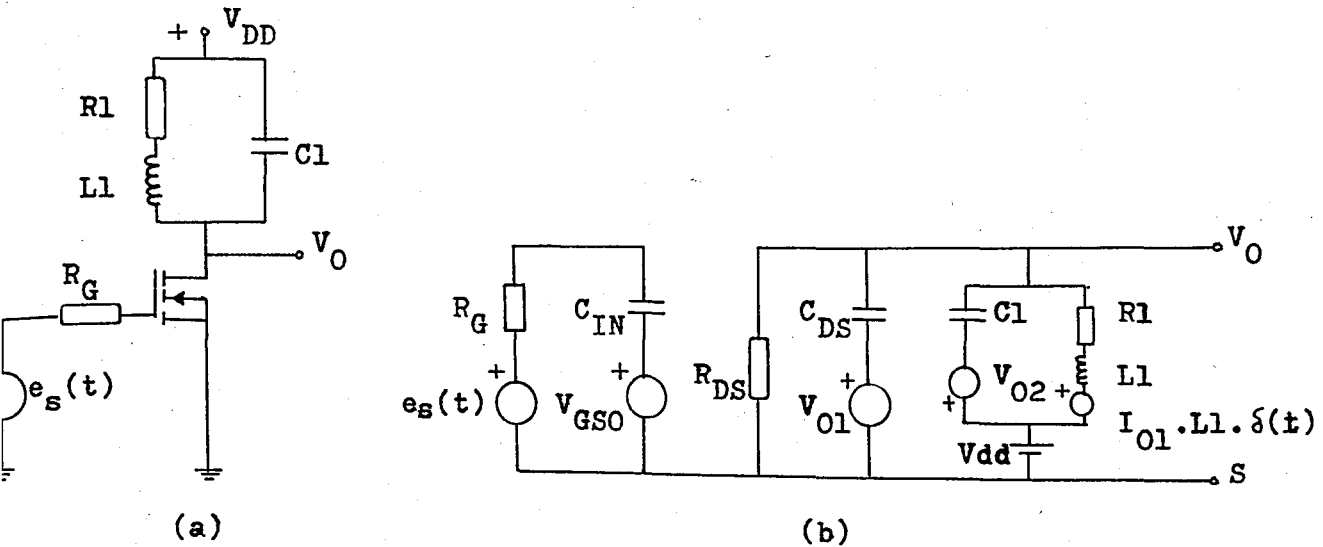 + V_DD
R1
C1
L1
V_O
R_G
e_s(t)
(a)
V_O
R_G
C_IN
C_DS
C1
R1
+
+
R_DS
+
V_O2
+
L1
e_s(t)
V_GSO
V_O1
+
I_O1.L1.δ(t)
Vdd
S
(b)